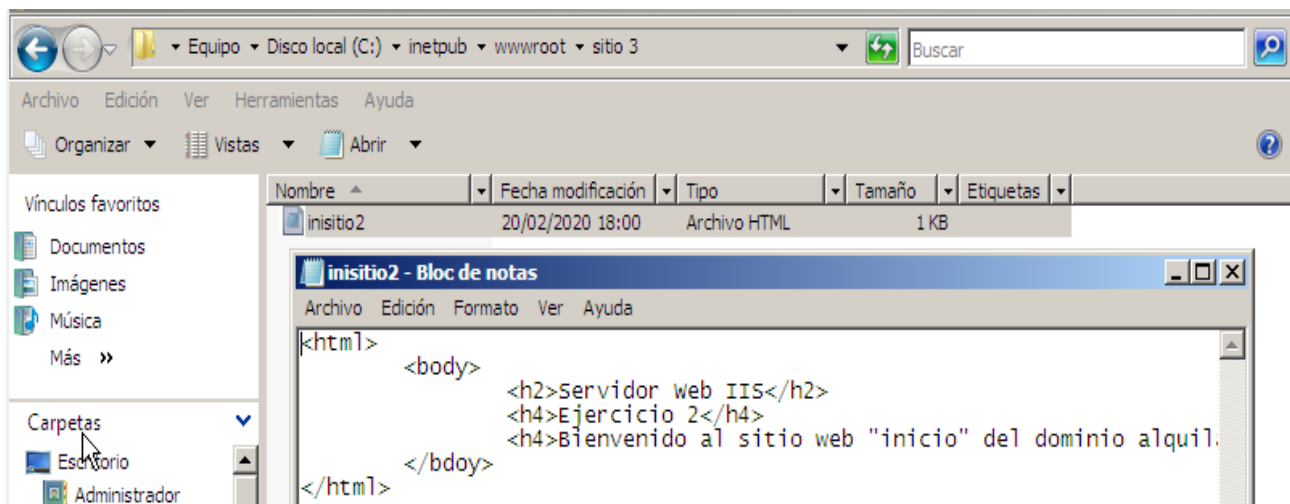 Equipo Disco local (C:) inetpub wwwroot sitio 3 Buscar
Archivo Edición Ver Herramientas Ayuda
Organizar Vistas Abrir
Vínculos favoritos
Documentos
Imágenes
Música
Más »
Carpetas
Escritorio
Administrador
Nombre Fecha modificación Tipo Tamaño Etiquetas
inisitio2 20/02/2020 18:00 Archivo HTML 1 KB
inisitio2 - Bloc de notas
Archivo Edición Formato Ver Ayuda
<html>
<body>
<h2>Servidor Web IIS</h2>
<h4>Ejercicio 2</h4>
<h4>Bienvenido al sitio web "inicio" del dominio alquil
</bdoy>
</html>